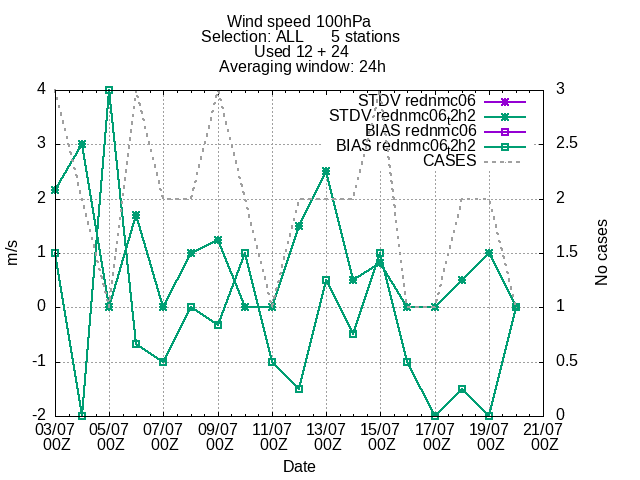 Wind speed 100hPa
Selection: ALL 5 stations
Used 12 + 24
Averaging window: 24h
STDV rednmc06
STDV rednmc06t2h2
BIAS rednmc06
BIAS rednmc06t2h2
CASES
4
3
2
1
0
-1
-2
m/s
3
2.5
2
1.5
1
0.5
0
No cases
03/07 05/07 07/07 09/07 11/07 13/07 15/07 17/07 19/07 21/07
00Z 00Z 00Z 00Z 00Z 00Z 00Z 00Z 00Z 00Z
Date